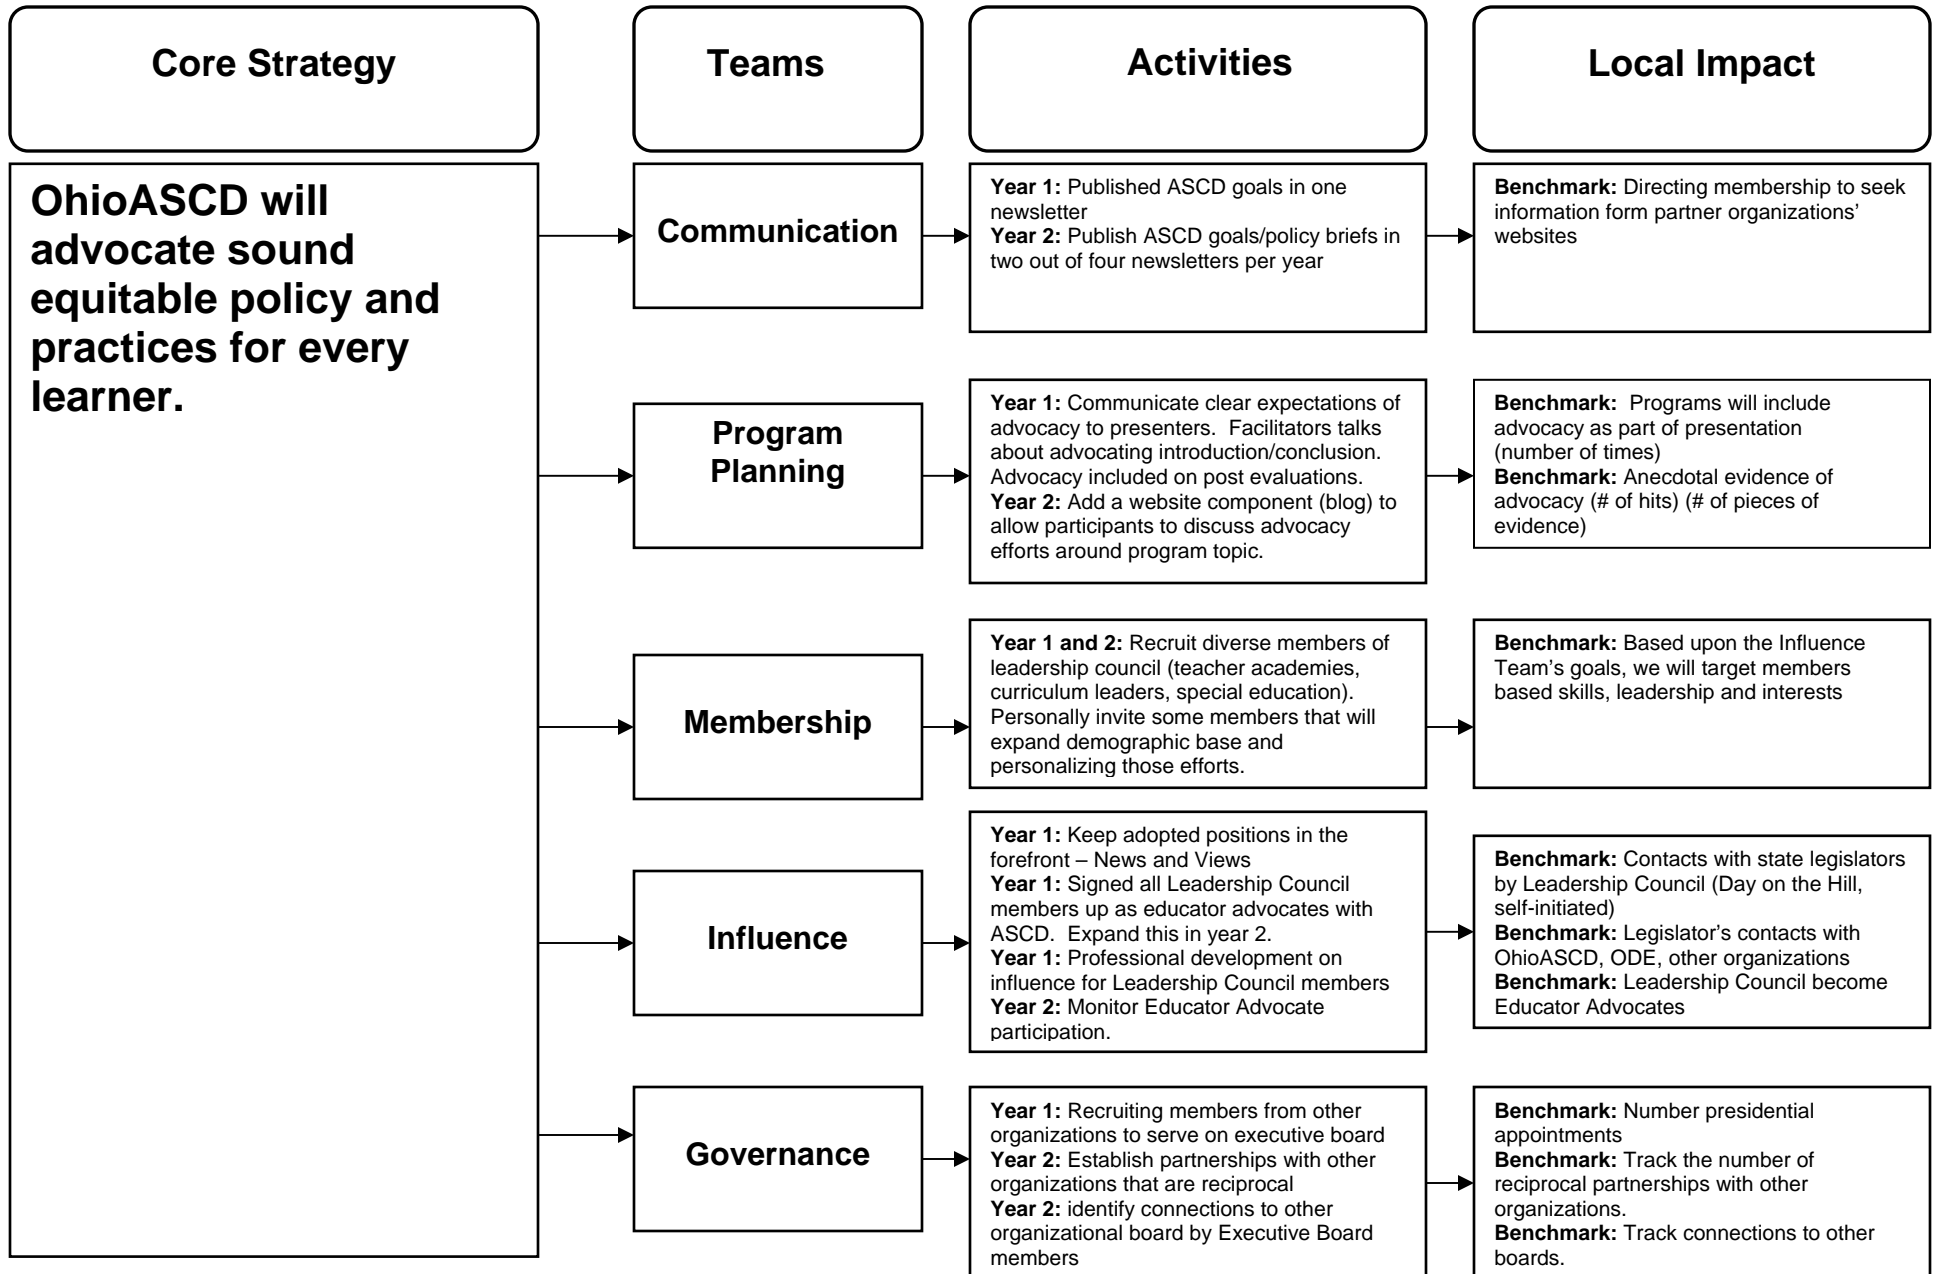 Core Strategy
Teams
Activities
Local Impact
OhioASCD will
advocate sound
equitable policy and
practices for every
learner.
Communication
Year 1: Published ASCD goals in one
newsletter
Year 2: Publish ASCD goals/policy briefs in
two out of four newsletters per year
Benchmark: Directing membership to seek
information form partner organizations’
websites
Program
Planning
Year 1: Communicate clear expectations of
advocacy to presenters.  Facilitators talks
about advocating introduction/conclusion.
Advocacy included on post evaluations.
Year 2: Add a website component (blog) to
allow participants to discuss advocacy
efforts around program topic.
Benchmark:  Programs will include
advocacy as part of presentation
(number of times)
Benchmark: Anecdotal evidence of
advocacy (# of hits) (# of pieces of
evidence)
Membership
Year 1 and 2: Recruit diverse members of
leadership council (teacher academies,
curriculum leaders, special education).
Personally invite some members that will
expand demographic base and
personalizing those efforts.
Benchmark: Based upon the Influence
Team’s goals, we will target members
based skills, leadership and interests
Influence
Year 1: Keep adopted positions in the
forefront – News and Views
Year 1: Signed all Leadership Council
members up as educator advocates with
ASCD.  Expand this in year 2.
Year 1: Professional development on
influence for Leadership Council members
Year 2: Monitor Educator Advocate
participation.
Benchmark: Contacts with state legislators
by Leadership Council (Day on the Hill,
self-initiated)
Benchmark: Legislator’s contacts with
OhioASCD, ODE, other organizations
Benchmark: Leadership Council become
Educator Advocates
Governance
Year 1: Recruiting members from other
organizations to serve on executive board
Year 2: Establish partnerships with other
organizations that are reciprocal
Year 2: identify connections to other
organizational board by Executive Board
members
Benchmark: Number presidential
appointments
Benchmark: Track the number of
reciprocal partnerships with other
organizations.
Benchmark: Track connections to other
boards.